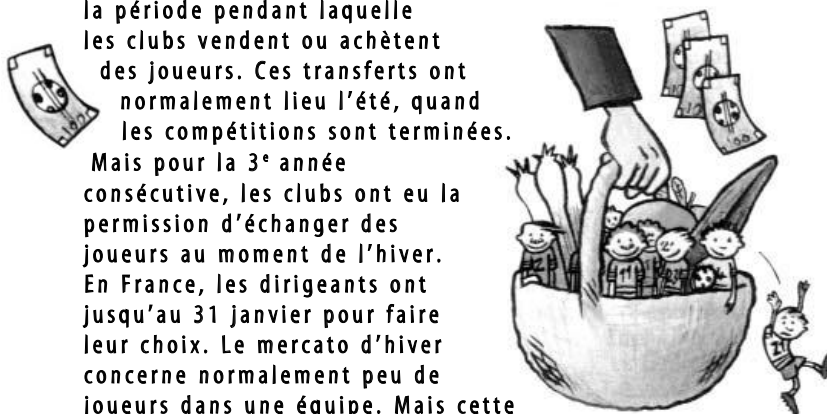 la période pendant laquelle
les clubs vendent ou achètent
des joueurs. Ces transferts ont
normalement lieu l’été, quand
les compétitions sont terminées.
Mais pour la 3e année
consécutive, les clubs ont eu la
permission d’échanger des
joueurs au moment de l’hiver.
En France, les dirigeants ont
jusqu’au 31 janvier pour faire
leur choix. Le mercato d’hiver
concerne normalement peu de
joueurs dans une équipe. Mais cette